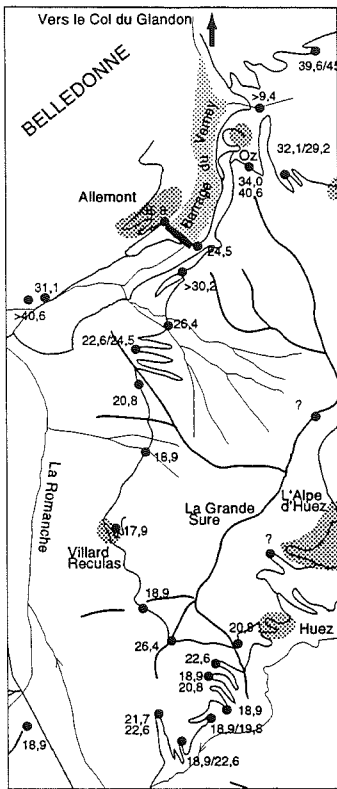 Vers le Col du Glandon
BELLEDONNE
39,6/45
>9,4
Barrage du Verney
Oz
32,1/29,2
34,0
40,6
Allemont
24,5
31,1
>40,6
>30,2
26,4
22,6/24,5
20,8
?
18,9
La Romanche
L'Alpe
d'Huez
La Grande
Sure
17,9
Villard
Reculas
?
18,9
20,8
Huez
26,4
22,6
18,9
20,8
18,9
21,7
22,6
18,9/19,8
18,9
18,9/22,6